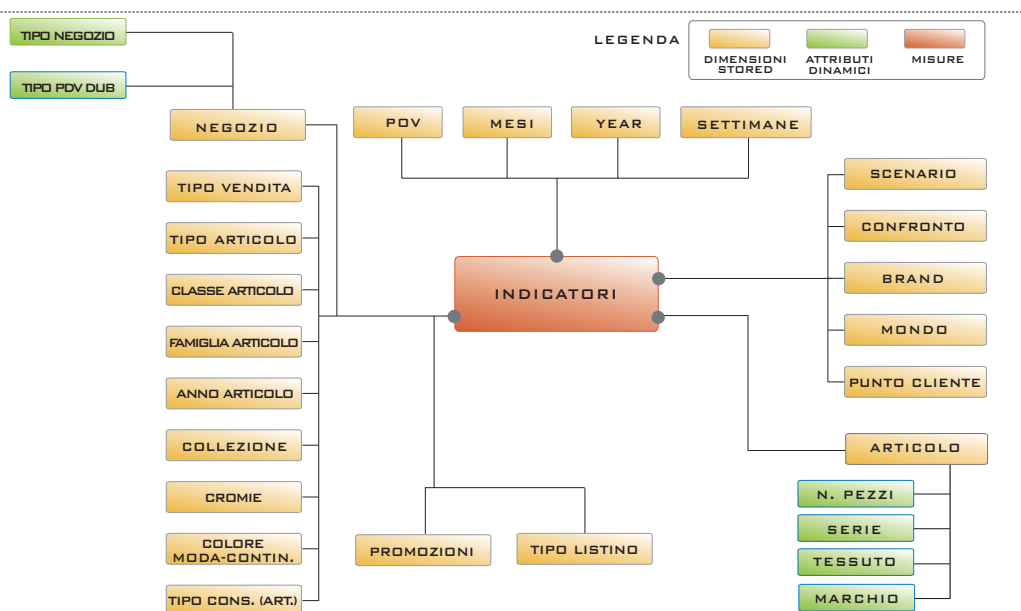 TIPO NEGOZIO
TIPO PDV DUB
NEGOZIO
LEGENDA
DIMENSIONI
STORED
ATTRIBUTI
DINAMICI
MISURE
POV
MESI
YEAR
SETTIMANE
TIPO VENDITA
TIPO ARTICOLO
CLASSE ARTICOLO
FAMIGLIA ARTICOLO
ANNO ARTICOLO
COLLEZIONE
CROMIE
COLORE
MODA-CONTIN.
TIPO CONS. (ART.)
INDICATORI
PROMOZIONI
TIPO LISTINO
SCENARIO
CONFRONTO
BRAND
MONDO
PUNTO CLIENTE
ARTICOLO
N. PEZZI
SERIE
TESSUTO
MARCHIO